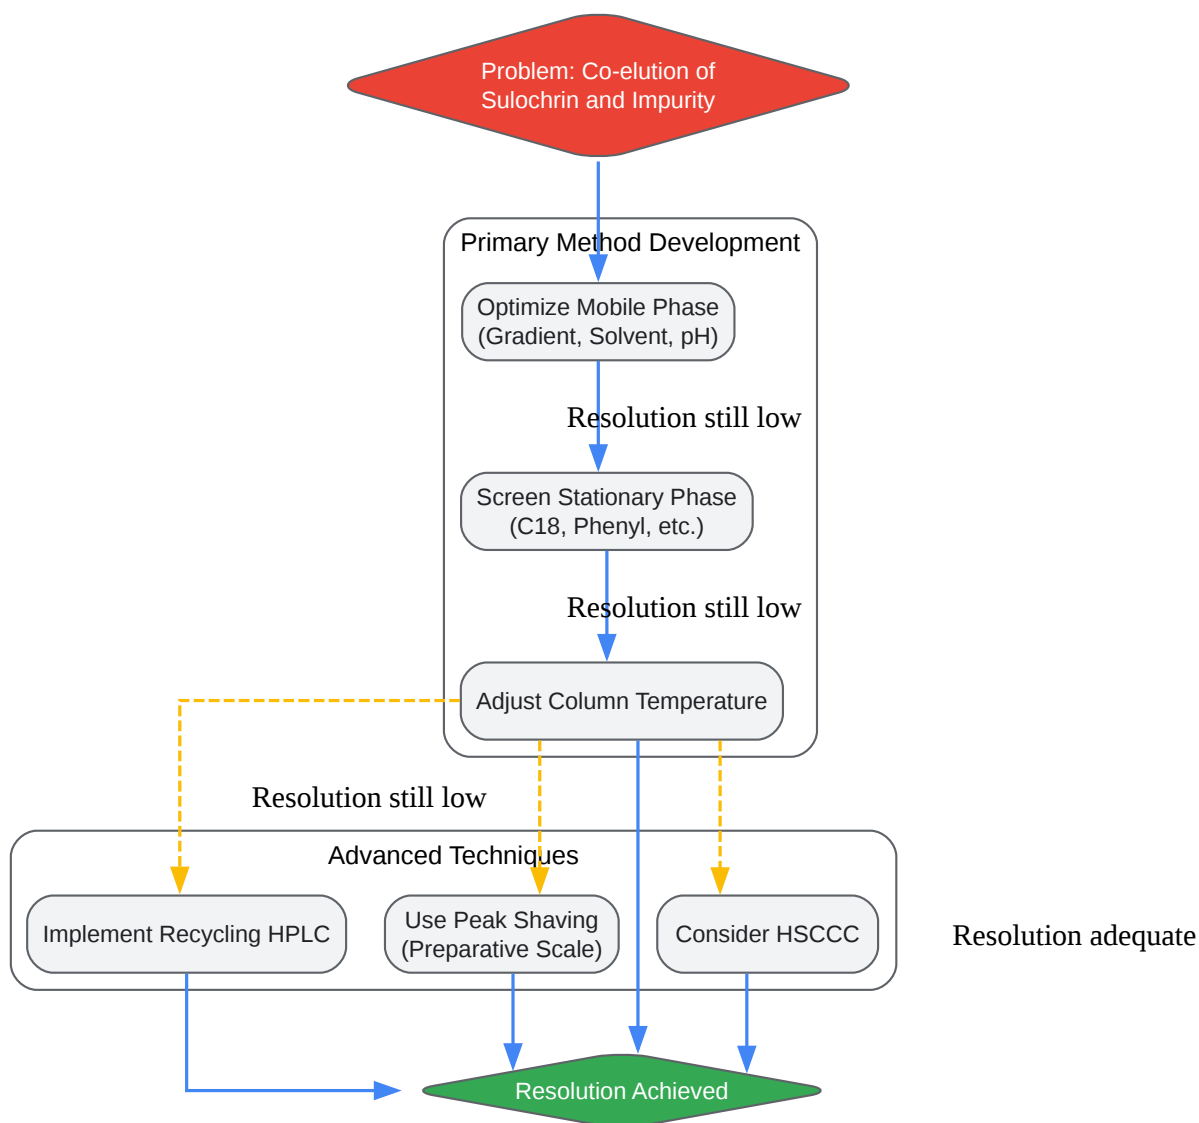 Problem: Co-elution of
Sulochrin and Impurity
Primary Method Development
Optimize Mobile Phase
(Gradient, Solvent, pH)
Resolution still low
Screen Stationary Phase
(C18, Phenyl, etc.)
Resolution still low
Adjust Column Temperature
Resolution still low
Advanced Techniques
Implement Recycling HPLC
Use Peak Shaving
(Preparative Scale)
Consider HSCCC
Resolution adequate
Resolution Achieved